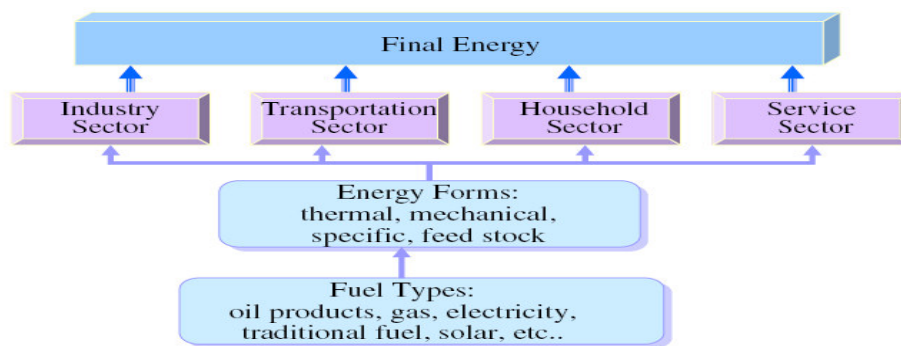 Final Energy
Industry
Sector
Transportation
Sector
Household
Sector
Service
Sector
Energy Forms:
thermal, mechanical,
specific, feed stock
Fuel Types:
oil products, gas, electricity,
traditional fuel, solar, etc..